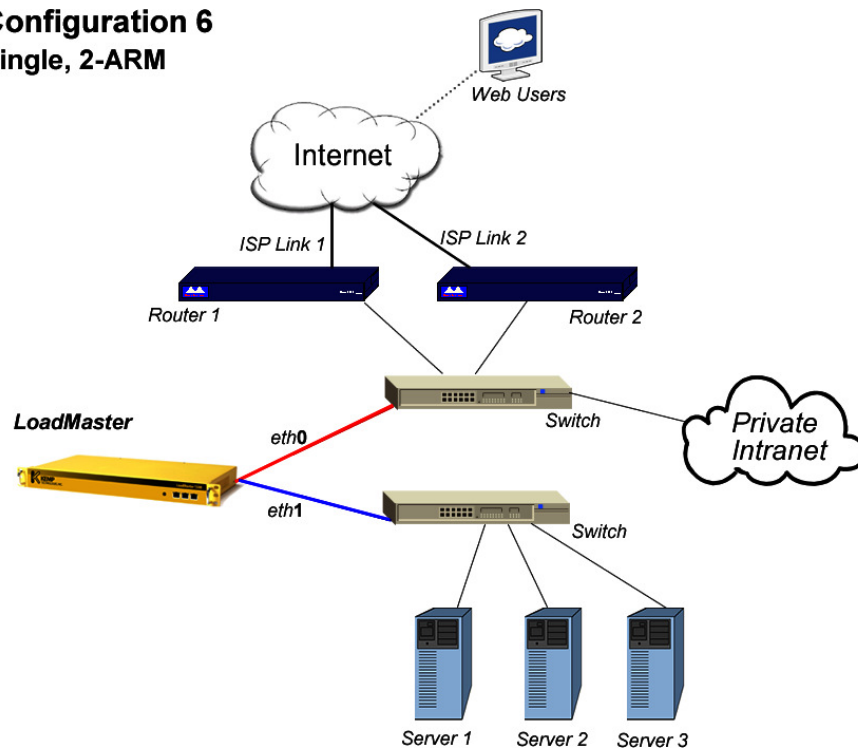 Configuration 6
ingle, 2-ARM
Web Users
Internet
ISP Link 1
ISP Link 2
Router 1
Router 2
LoadMaster
eth0
Switch
Private
Intranet
KEMP
eth1
Switch
Server 1
Server 2
Server 3